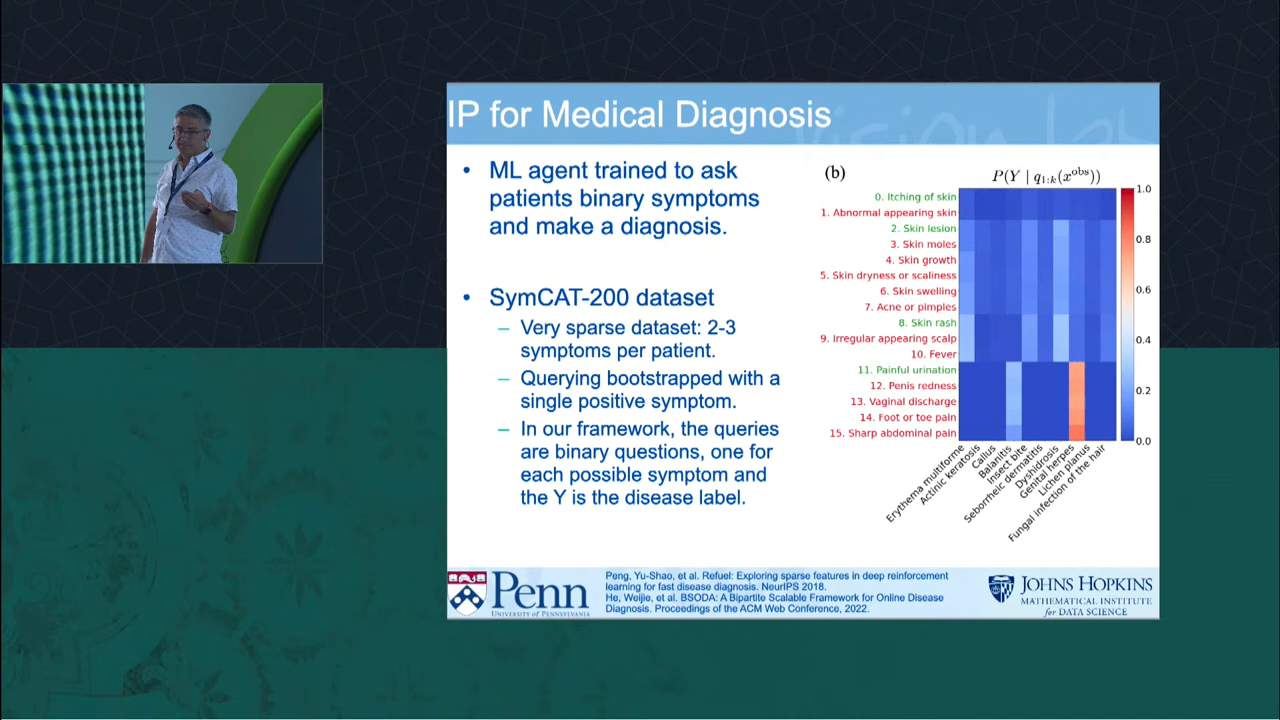 IP for Medical Diagnosis
• ML agent trained to ask
patients binary symptoms
and make a diagnosis.
• SymCAT-200 dataset
– Very sparse dataset: 2-3
symptoms per patient.
– Querying bootstrapped with a
single positive symptom.
– In our framework, the queries
are binary questions, one for
each possible symptom and
the Y is the disease label.
(b)
P(Y | q1:k(x^obs))
0. Itching of skin
1. Abnormal appearing skin
2. Skin lesion
3. Skin moles
4. Skin growth
5. Skin dryness or scaliness
6. Skin swelling
7. Acne or pimples
8. Skin rash
9. Irregular appearing scalp
10. Fever
11. Painful urination
12. Penis redness
13. Vaginal discharge
14. Foot or toe pain
15. Sharp abdominal pain
1.0
0.8
0.6
0.4
0.2
0.0
Erythema multiforme
Actinic keratosis
Callus
Balanitis
Insect bite
Seborrheic dermatitis
Dyshidrosis
Genital herpes
Lichen planus
Fungal infection of the hair
Penn
UNIVERSITY of PENNSYLVANIA
Peng, Yu-Shao, et al. Refuel: Exploring sparse features in deep reinforcement
learning for fast disease diagnosis. NeurIPS 2018.
He, Weijie, et al. BSODA: A Bipartite Scalable Framework for Online Disease
Diagnosis. Proceedings of the ACM Web Conference, 2022.
JOHNS HOPKINS
MATHEMATICAL INSTITUTE
for DATA SCIENCE